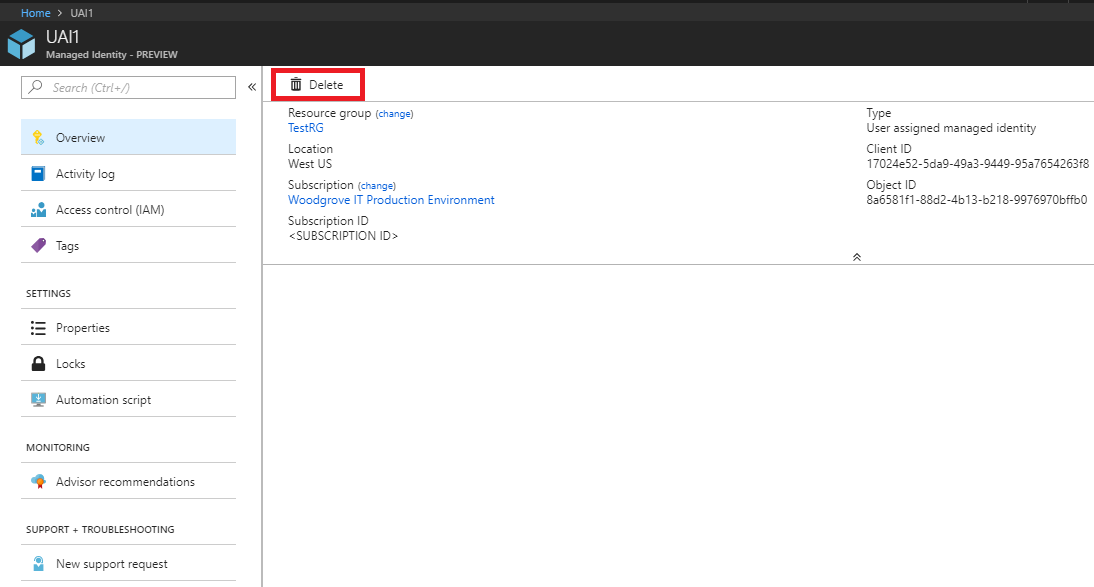 Home > UAI1
UAI1
Managed Identity - PREVIEW
Search (Ctrl+/)
«
Overview
Activity log
Access control (IAM)
Tags
SETTINGS
Properties
Locks
Automation script
MONITORING
Advisor recommendations
SUPPORT + TROUBLESHOOTING
New support request
Delete
Resource group (change)
TestRG
Location
West US
Subscription (change)
Woodgrove IT Production Environment
Subscription ID
<SUBSCRIPTION ID>
Type
User assigned managed identity
Client ID
17024e52-5da9-49a3-9449-95a7654263f8
Object ID
8a6581f1-88d2-4b13-b218-9976970bffb0